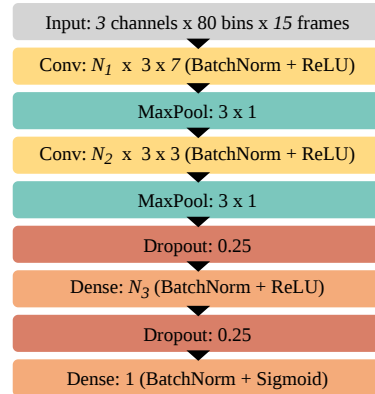 Input: 3 channels x 80 bins x 15 frames
Conv: N1 x 3 x 7 (BatchNorm + ReLU)
MaxPool: 3 x 1
Conv: N2 x 3 x 3 (BatchNorm + ReLU)
MaxPool: 3 x 1
Dropout: 0.25
Dense: N3 (BatchNorm + ReLU)
Dropout: 0.25
Dense: 1 (BatchNorm + Sigmoid)